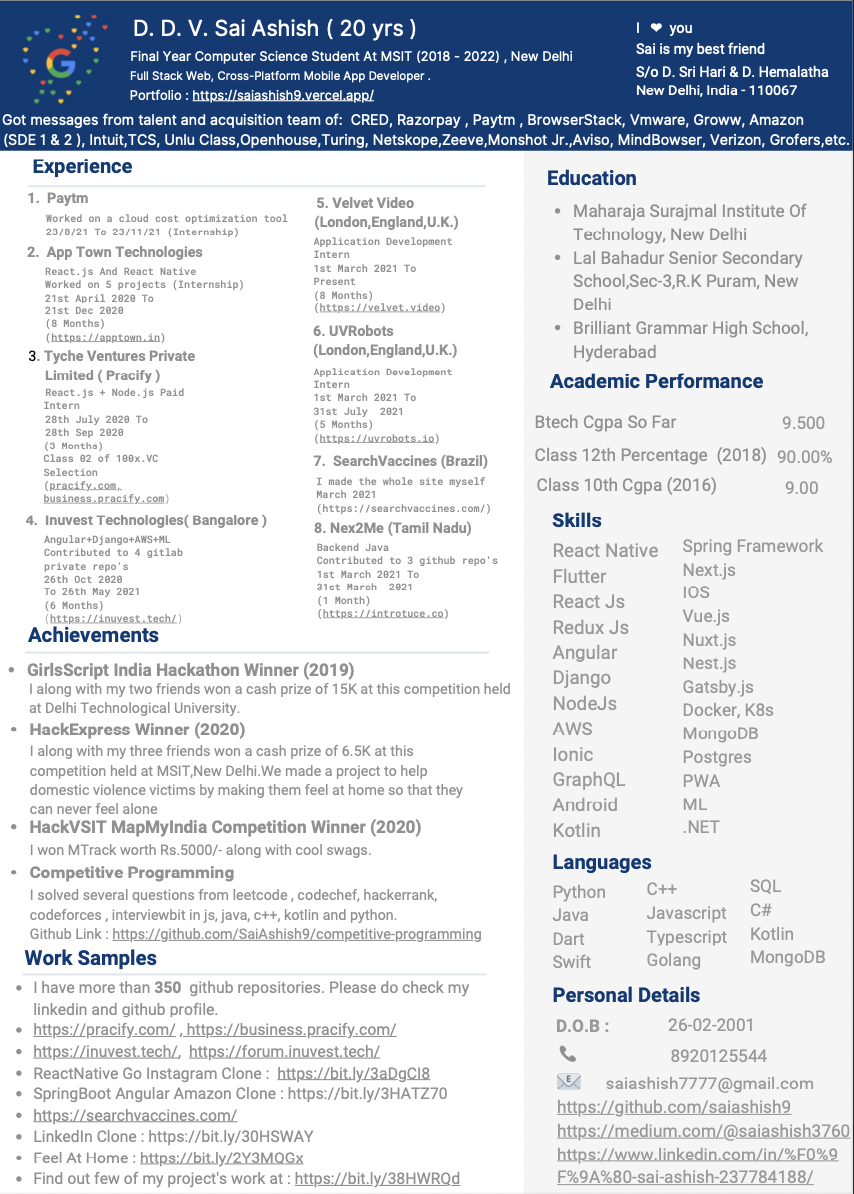 D. D. V. Sai Ashish ( 20 yrs )
Final Year Computer Science Student At MSIT (2018 - 2022) , New Delhi
Full Stack Web, Cross-Platform Mobile App Developer .
Portfolio : https://saiashish9.vercel.app/
I ❤ you
Sai is my best friend
S/o D. Sri Hari & D. Hemalatha
New Delhi, India - 110067
Got messages from talent and acquisition team of: CRED, Razorpay , Paytm , BrowserStack, Vmware, Groww, Amazon
(SDE 1 & 2 ), Intuit,TCS, Unlu Class,Openhouse,Turing, Netskope,Zeeve,Monshot Jr.,Aviso, MindBowser, Verizon, Grofers,etc.
Experience
1. Paytm
Worked on a cloud cost optimization tool
23/8/21 To 23/11/21 (Internship)
2. App Town Technologies
React.js And React Native
Worked on 5 projects (Internship)
21st April 2020 To
21st Dec 2020
(8 Months)
(https://apptown.in)
3. Tyche Ventures Private
Limited ( Pracify )
React.js + Node.js Paid
Intern
28th July 2020 To
28th Sep 2020
(3 Months)
Class 02 of 100x.VC
Selection
(pracify.com,
business.pracify.com)
4. Inuvest Technologles( Bangalore )
Angular+Django+AWS+ML
Contributed to 4 gitlab
private repo's
26th Oct 2020
To 26th May 2021
(6 Months)
(https://inuvest.tech/)
5. Velvet Video
(London,England,U.K.)
Application Development
Intern
1st March 2021 To
Present
(8 Months)
(https://velvet.video)
6. UVRobots
(London,England,U.K.)
Application Development
Intern
1st March 2021 To
31st July 2021
(5 Months)
(https://uvrobots.io)
7. SearchVaccines (Brazil)
I made the whole site myself
March 2021
(https://searchvaccines.com/)
8. Nex2Me (Tamil Nadu)
Backend Java
Contributed to 3 github repo's
1st March 2021 To
31st March 2021
(1 Month)
(https://introtuce.co)
Achievements
• GirlsScript India Hackathon Winner (2019)
I along with my two friends won a cash prize of 15K at this competition held
at Delhi Technological University.
• HackExpress Winner (2020)
I along with my three friends won a cash prize of 6.5K at this
competition held at MSIT,New Delhi.We made a project to help
domestic violence victims by making them feel at home so that they
can never feel alone
• HackVSIT MapMyIndia Competition Winner (2020)
I won MTrack worth Rs.5000/- along with cool swags.
• Competitive Programming
I solved several questions from leetcode , codechef, hackerrank,
codeforces , interviewbit in js, java, c++, kotlin and python.
Github Link : https://github.com/SaiAshish9/competitive-programming
Work Samples
• I have more than 350 github repositories. Please do check my
linkedin and github profile.
• https://pracify.com/ , https://business.pracify.com/
• https://inuvest.tech/, https://forum.inuvest.tech/
• ReactNative Go Instagram Clone : https://bit.ly/3aDgCI8
• SpringBoot Angular Amazon Clone : https://bit.ly/3HATZ70
• https://searchvaccines.com/
• LinkedIn Clone : https://bit.ly/30HSWAY
• Feel At Home : https://bit.ly/2Y3MQGx
• Find out few of my project's work at : https://bit.ly/38HWRQd
Education
• Maharaja Surajmal Institute Of
Technology, New Delhi
• Lal Bahadur Senior Secondary
School,Sec-3,R.K Puram, New
Delhi
• Brilliant Grammar High School,
Hyderabad
Academic Performance
Btech Cgpa So Far 9.500
Class 12th Percentage (2018) 90.00%
Class 10th Cgpa (2016) 9.00
Skills
React Native
Flutter
React Js
Redux Js
Angular
Django
NodeJs
AWS
Ionic
GraphQL
Android
Kotlin
Spring Framework
Next.js
IOS
Vue.js
Nuxt.js
Nest.js
Gatsby.js
Docker, K8s
MongoDB
Postgres
PWA
ML
.NET
Languages
Python
Java
Dart
Swift
C++
Javascript
Typescript
Golang
SQL
C#
Kotlin
MongoDB
Personal Details
D.O.B : 26-02-2001
8920125544
E saiashish7777@gmail.com
https://github.com/saiashish9
https://medium.com/@saiashish3760
https://www.linkedin.com/in/%F0%9
F%9A%80-sai-ashish-237784188/